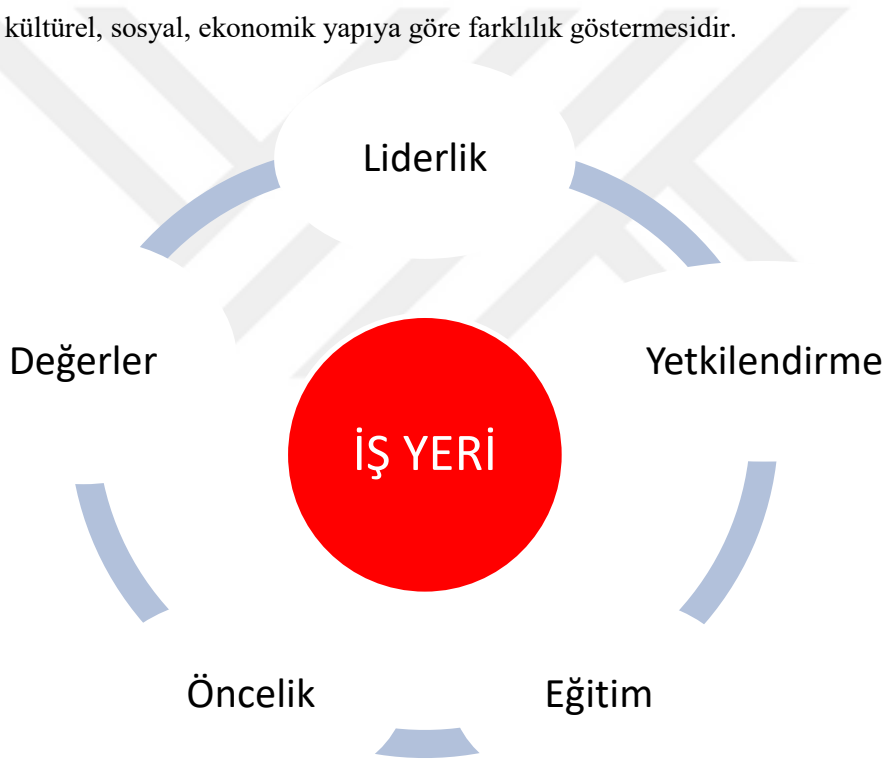 kültürel, sosyal, ekonomik yapıya göre farklılık göstermesidir.
Liderlik
Değerler
Yetkilendirme
İŞ YERİ
Öncelik
Eğitim